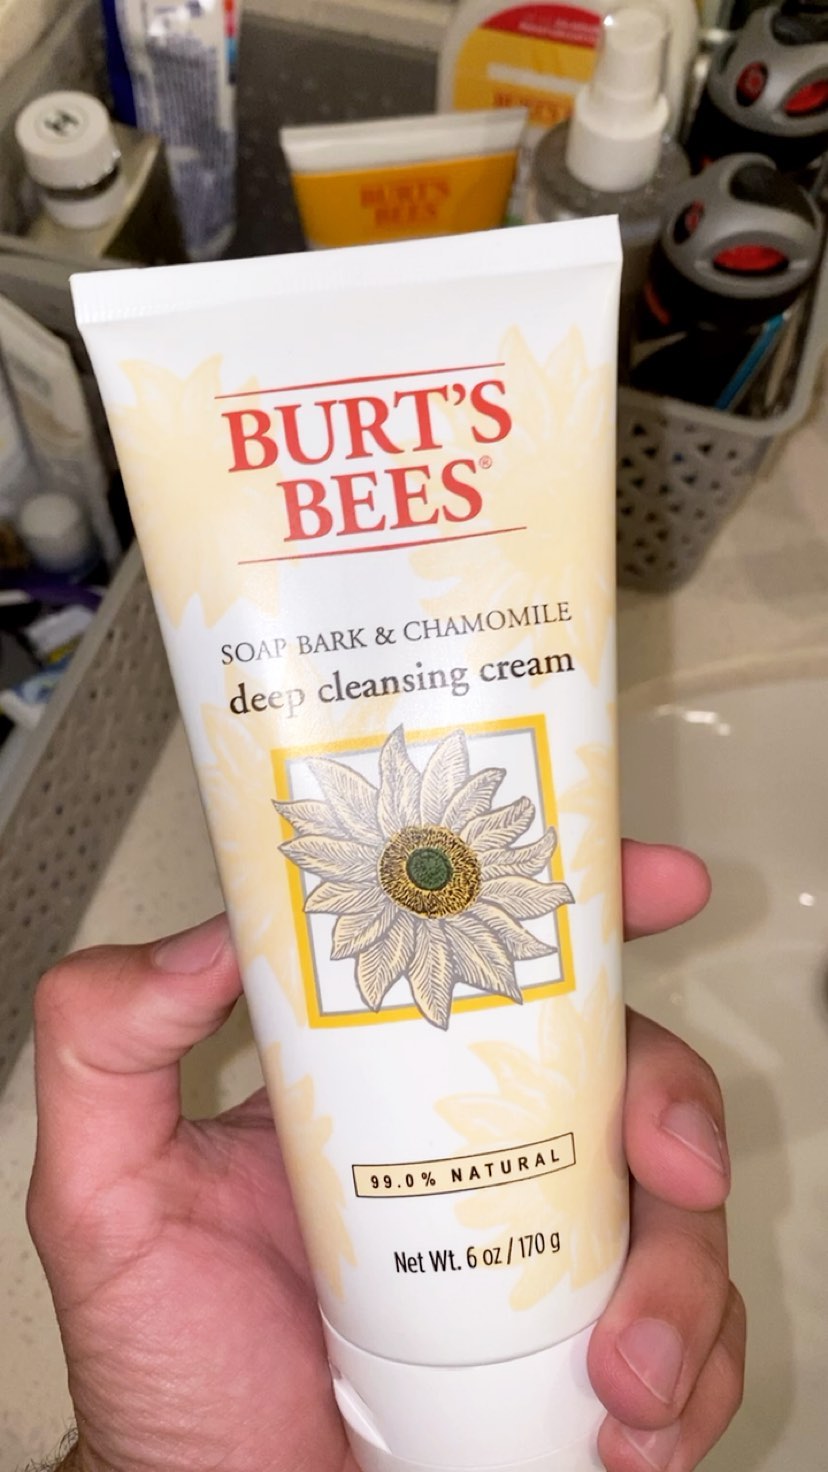 BURT'S
BEES
BURT'S
BEES®
SOAP BARK & CHAMOMILE
deep cleansing cream
99.0% NATURAL
Net Wt. 6 oz / 170 g